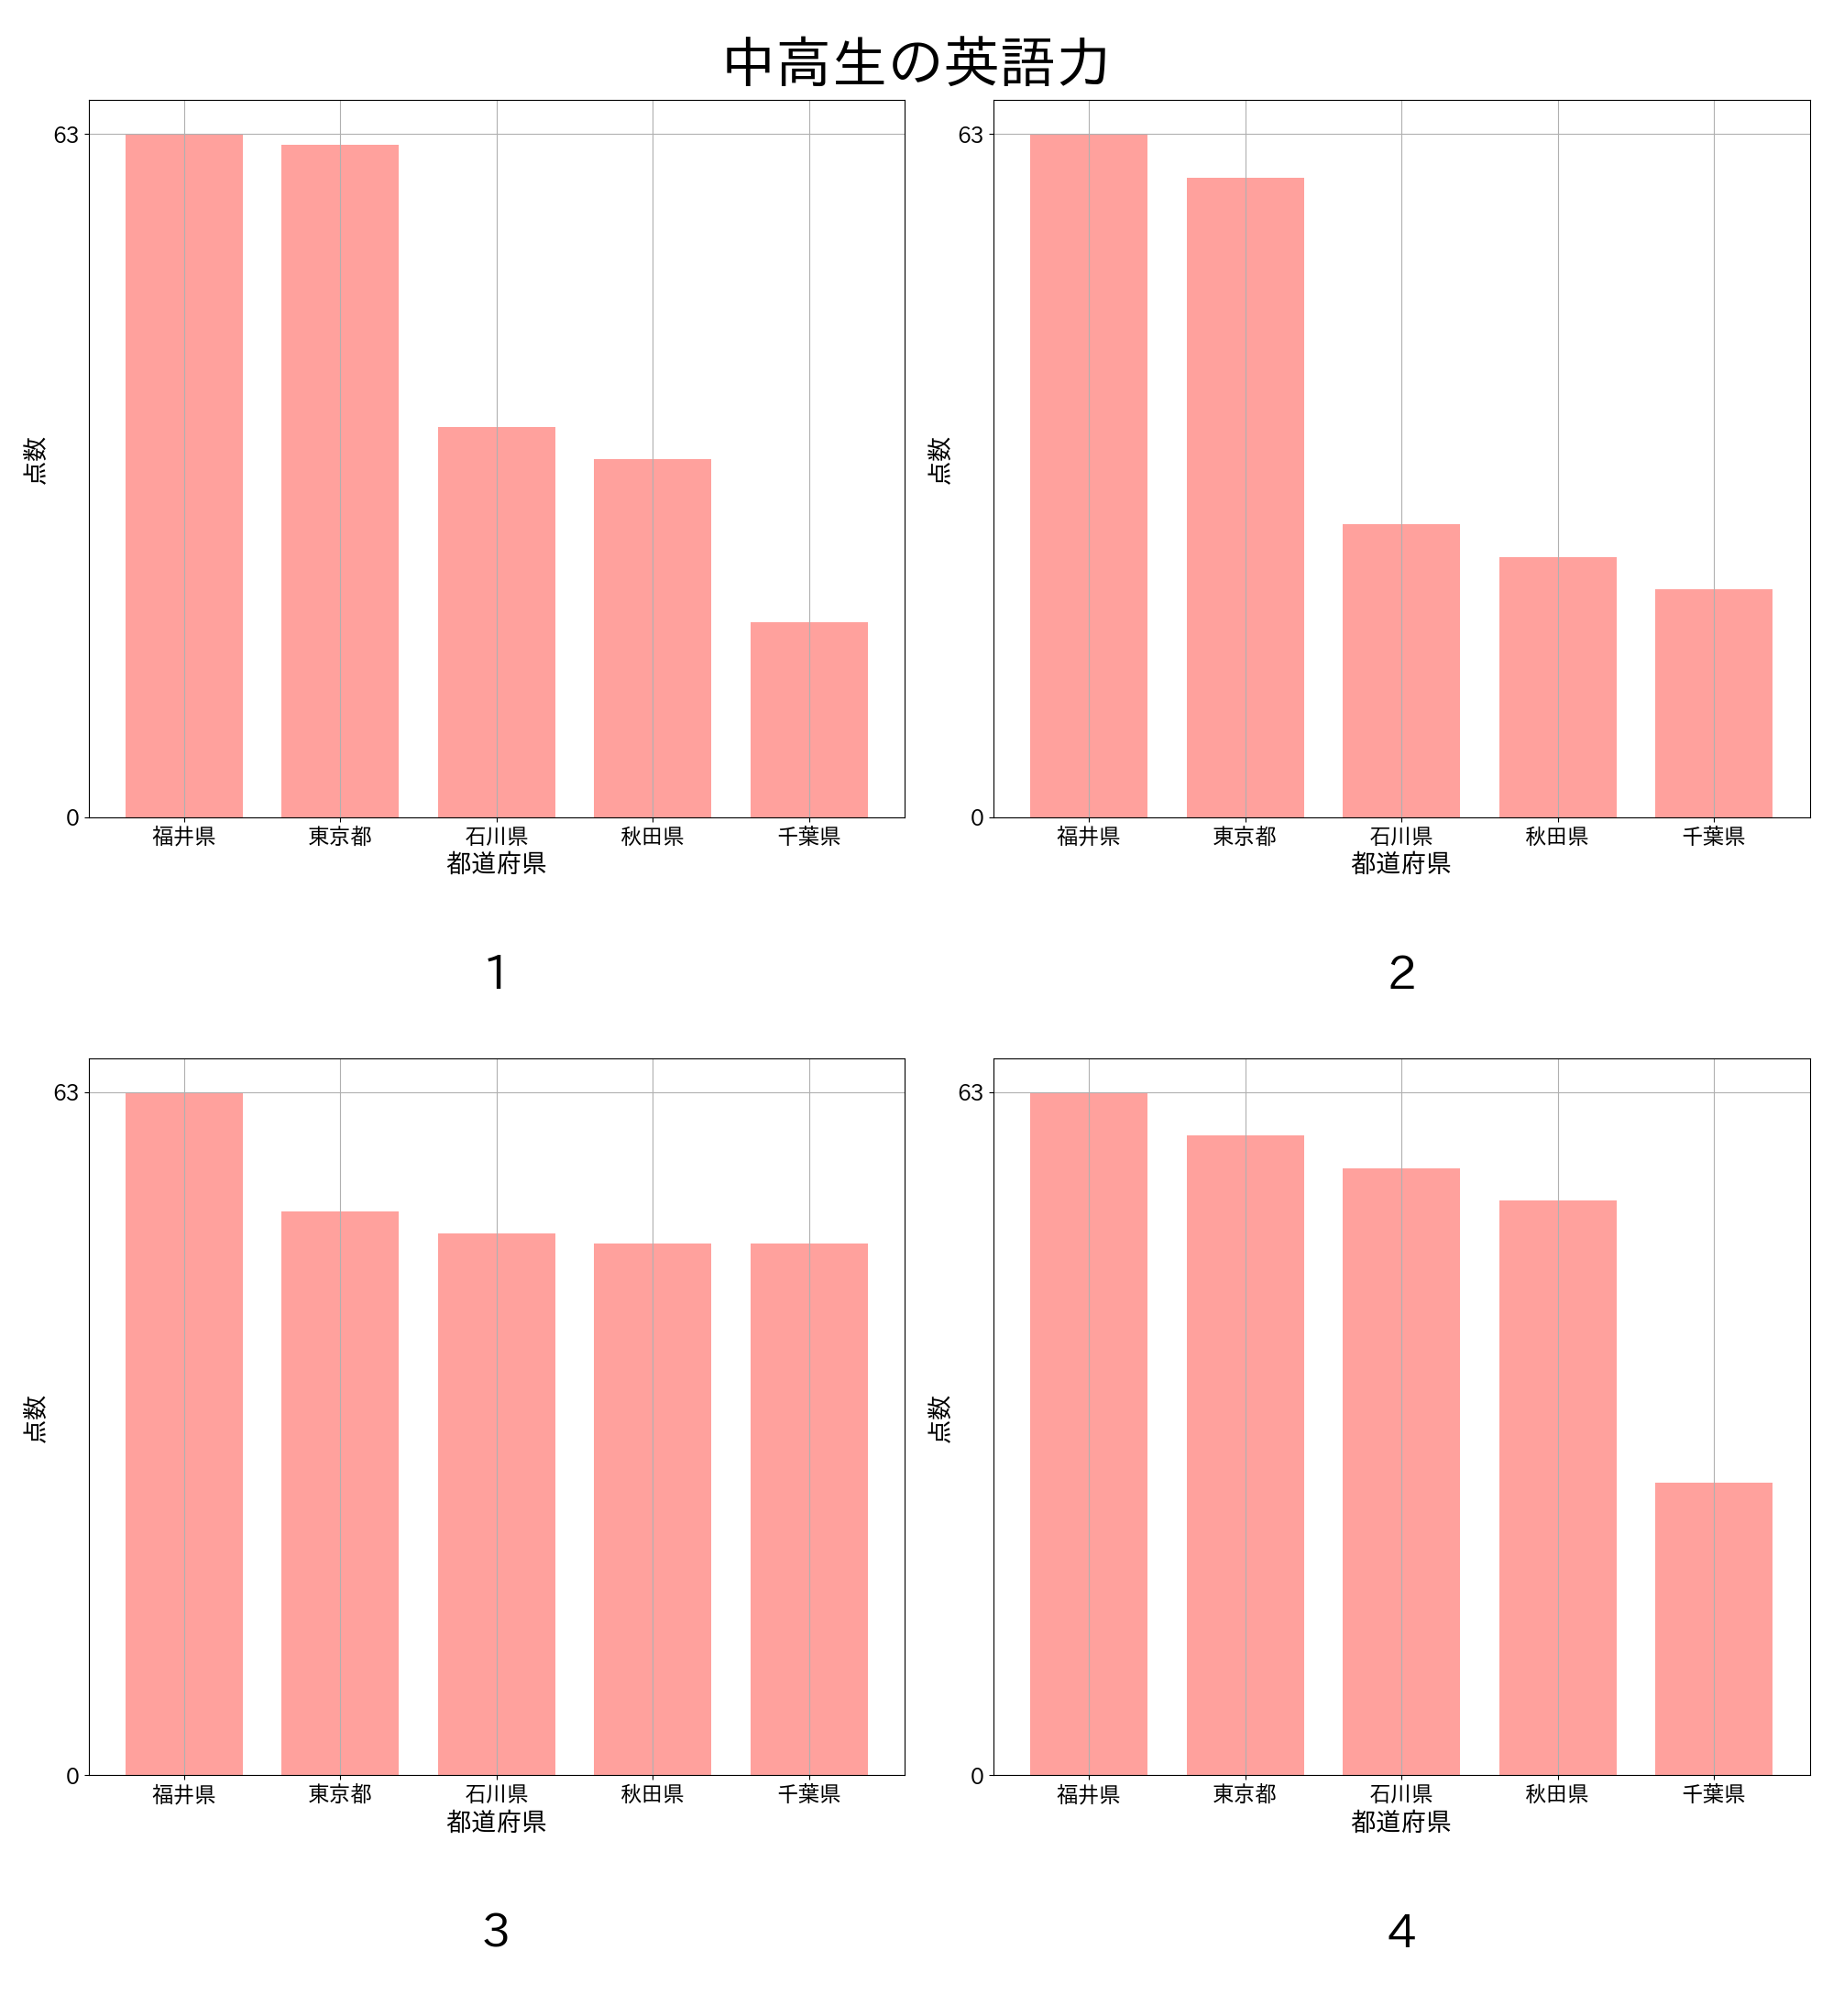 中高生の英語力
63
0
点数
福井県 東京都 石川県 秋田県 千葉県
都道府県
1
63
0
点数
福井県 東京都 石川県 秋田県 千葉県
都道府県
2
63
0
点数
福井県 東京都 石川県 秋田県 千葉県
都道府県
3
63
0
点数
福井県 東京都 石川県 秋田県 千葉県
都道府県
4